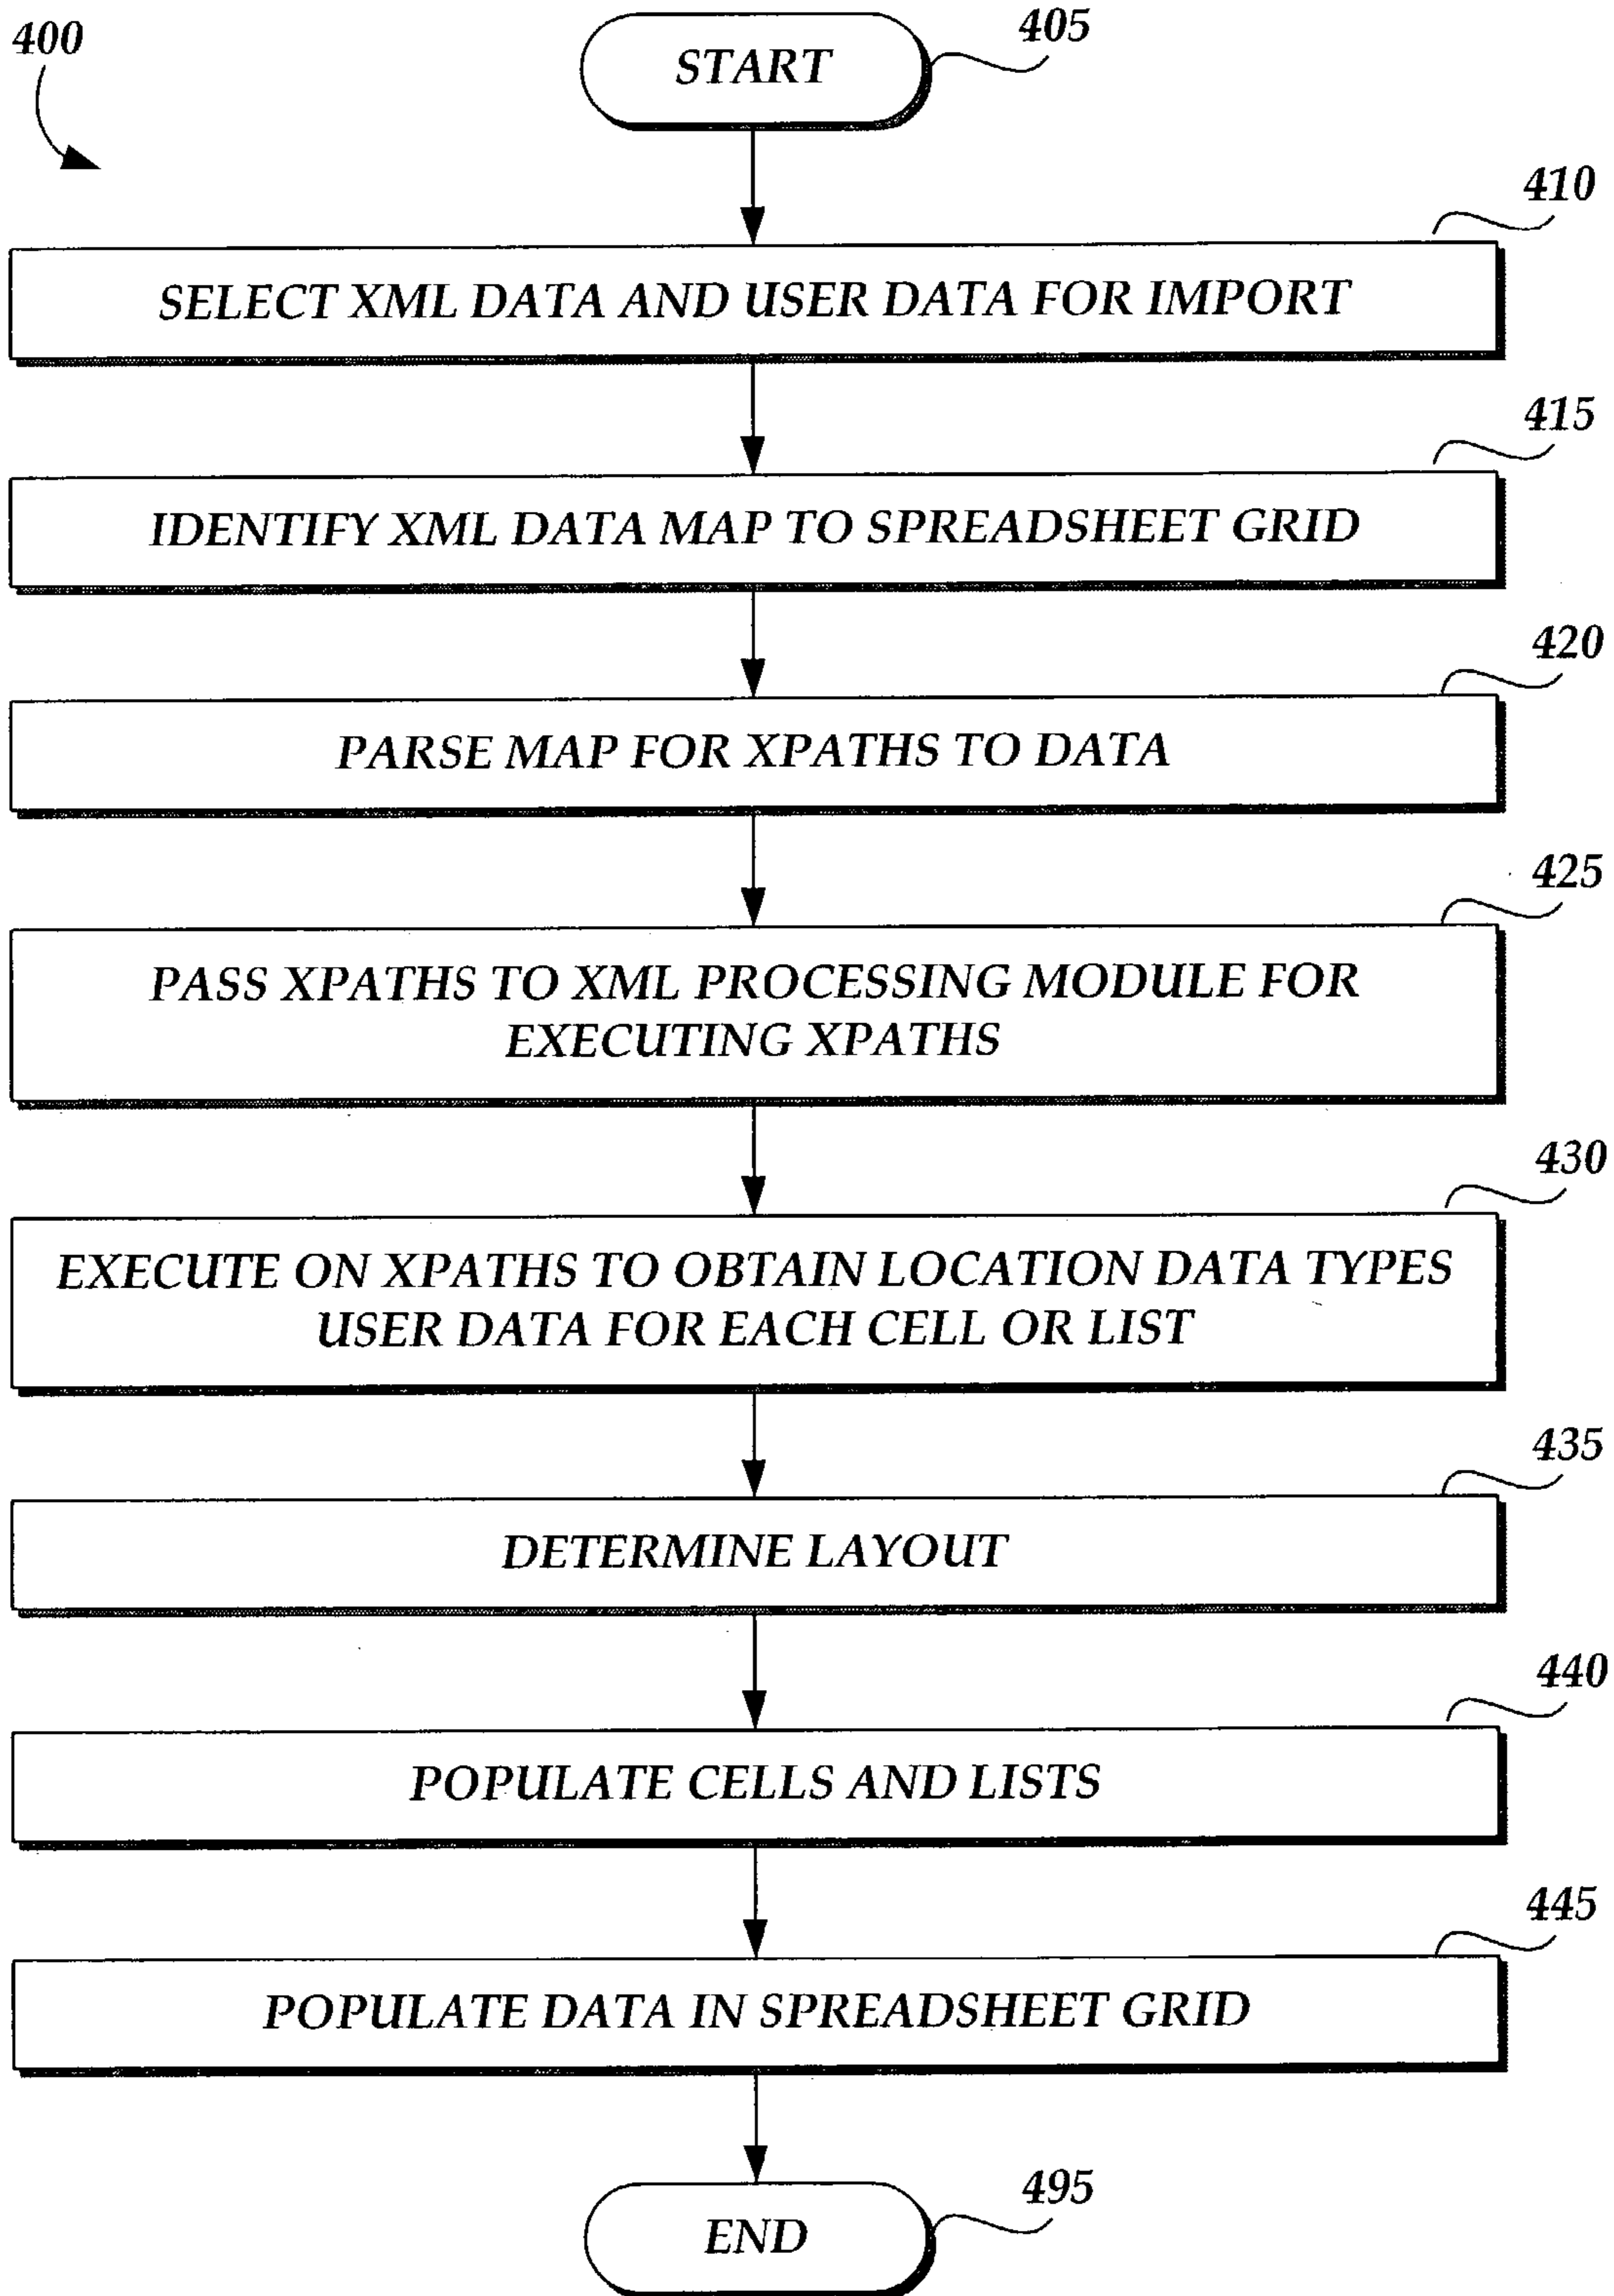 400
START
405
410
SELECT XML DATA AND USER DATA FOR IMPORT
415
IDENTIFY XML DATA MAP TO SPREADSHEET GRID
420
PARSE MAP FOR XPATHS TO DATA
425
PASS XPATHS TO XML PROCESSING MODULE FOR
EXECUTING XPATHS
430
EXECUTE ON XPATHS TO OBTAIN LOCATION DATA TYPES
USER DATA FOR EACH CELL OR LIST
435
DETERMINE LAYOUT
440
POPULATE CELLS AND LISTS
445
POPULATE DATA IN SPREADSHEET GRID
END
495